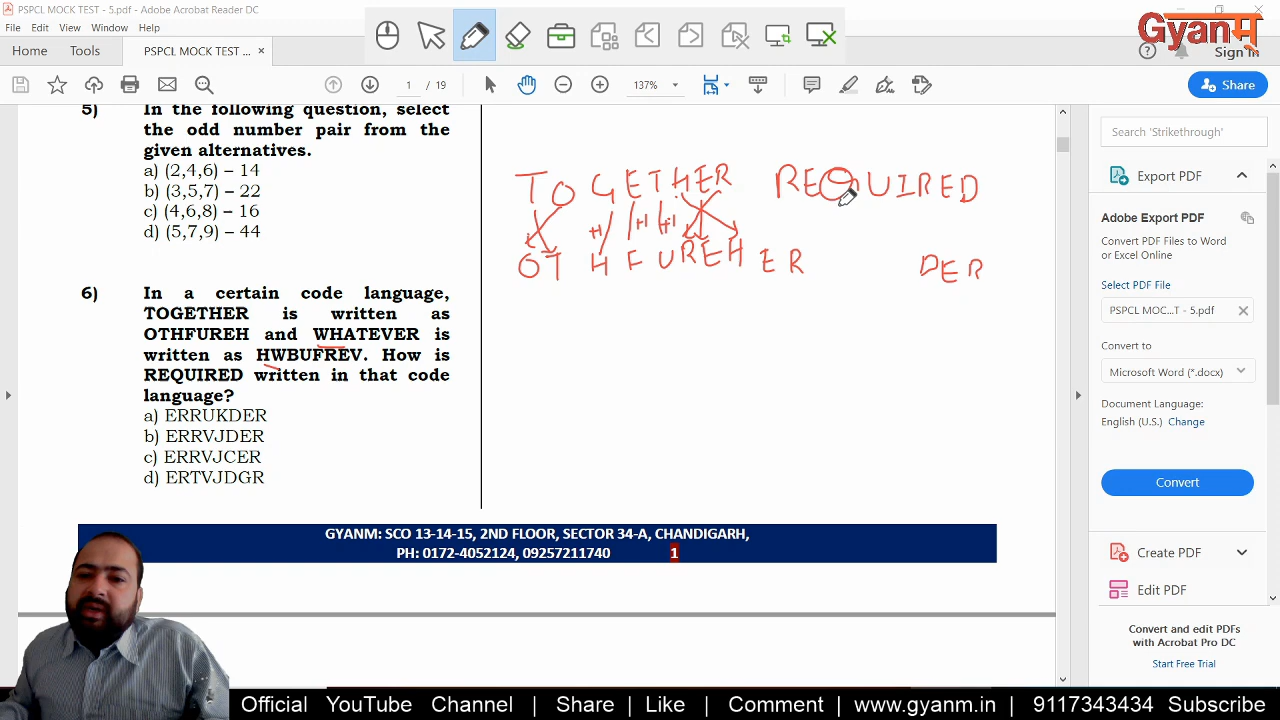 PSPCL MOCK TEST - 5.pdf - Adobe Acrobat Reader DC
File Edit View Window Help
Home Tools PSPCL MOCK TEST ... ×
Gyanm्
Sign In
1 / 19
137%
Share
5) In the following question, select
the odd number pair from the
given alternatives.
a) (2,4,6) – 14
b) (3,5,7) – 22
c) (4,6,8) – 16
d) (5,7,9) – 44
6) In a certain code language,
TOGETHER is written as
OTHFUREH and WHATEVER is
written as HWBUFREV. How is
REQUIRED written in that code
language?
a) ERRUKDER
b) ERRVJDER
c) ERRVJCER
d) ERTVJDGR
TOGETHER REQUIRED
+1 +1 +1
OTHFUREH ER DER
GYANM: SCO 13-14-15, 2ND FLOOR, SECTOR 34-A, CHANDIGARH,
PH: 0172-4052124, 09257211740 1
Search 'Strikethrough'
Export PDF
Adobe Export PDF
Convert PDF Files to Word
or Excel Online
Select PDF File
PSPCL MOC...T - 5.pdf
Convert to
Microsoft Word (*.docx)
Document Language:
English (U.S.) Change
Convert
Create PDF
Edit PDF
Convert and edit PDFs
with Acrobat Pro DC
Start Free Trial
Official YouTube Channel | Share | Like | Comment | www.gyanm.in | 9117343434 Subscribe